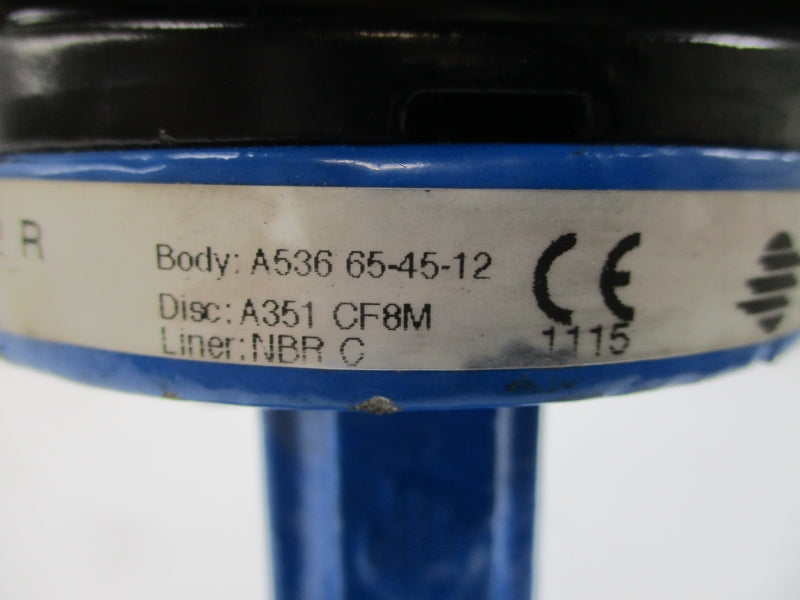 R
Body: A536 65-45-12
Disc: A351 CF8M
Liner: NBR C
CE
1115